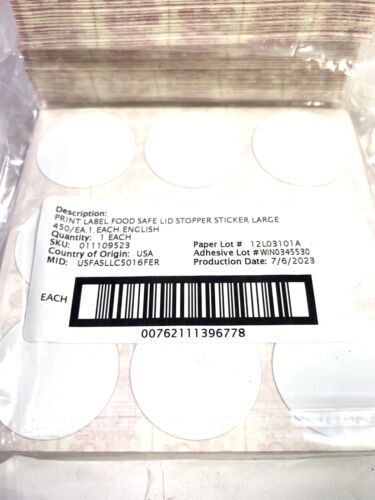 Description:
PRINT,LABEL,FOOD SAFE LID STOPPER STICKER LARGE
450/EA,1,EACH,ENGLISH
Quantity: 1 EACH
SKU: 011109523
Country of Origin: USA
MID: USFASLLC5016FER
Paper Lot # 12L03101A
Adhesive Lot #WIN0345530
Production Date: 7/6/2023
EACH
00762111396778